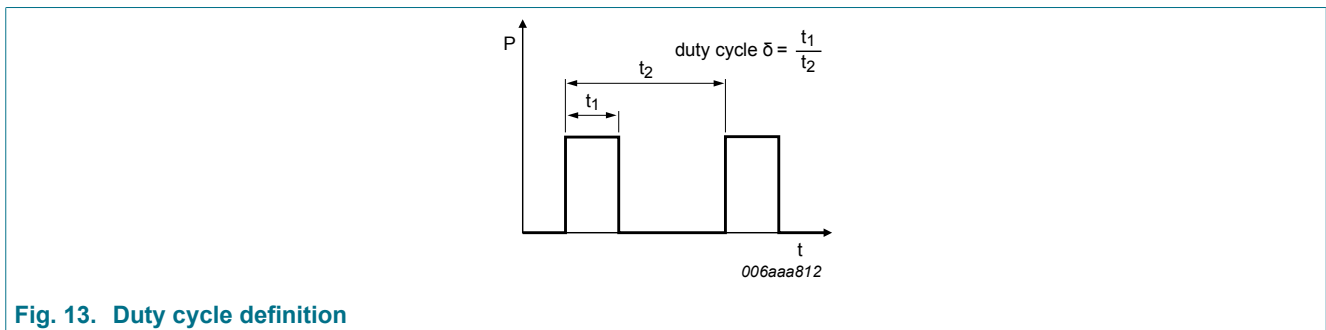 P
duty cycle δ = t1/t2
t2
t1
t
006aaa812
Fig. 13. Duty cycle definition